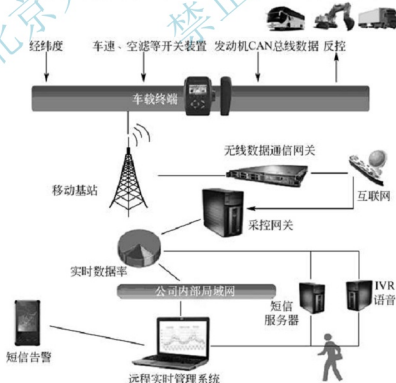 经纬度 车速、空滤等开关装置 发动机CAN总线数据 反控
车载终端
无线数据通信网关
移动基站
互联网
采控网关
实时数据率
公司内部局域网
短信
服务器
IVR
语音
短信告警
远程实时管理系统